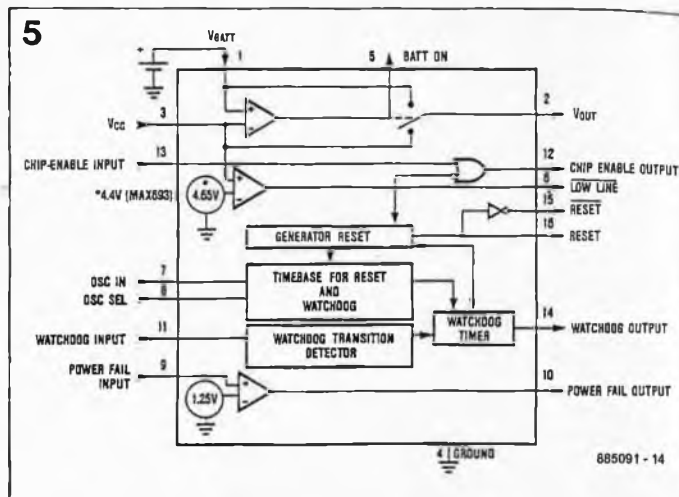 5
VBATT
1
5 BATT ON
+
3
VCC
2
VOUT
13
CHIP-ENABLE INPUT
12
CHIP ENABLE OUTPUT
*4.4V (MAX693)
*
4.65V
6
LOW LINE
15
RESET
16
RESET
GENERATOR RESET
7
OSC IN
8
OSC SEL
TIMEBASE FOR RESET
AND
WATCHDOG
11
WATCHDOG INPUT
WATCHDOG TRANSITION
DETECTOR
WATCHDOG
TIMER
14
WATCHDOG OUTPUT
9
POWER FAIL
INPUT
1.25V
10
POWER FAIL OUTPUT
4 GROUND
885091 - 14